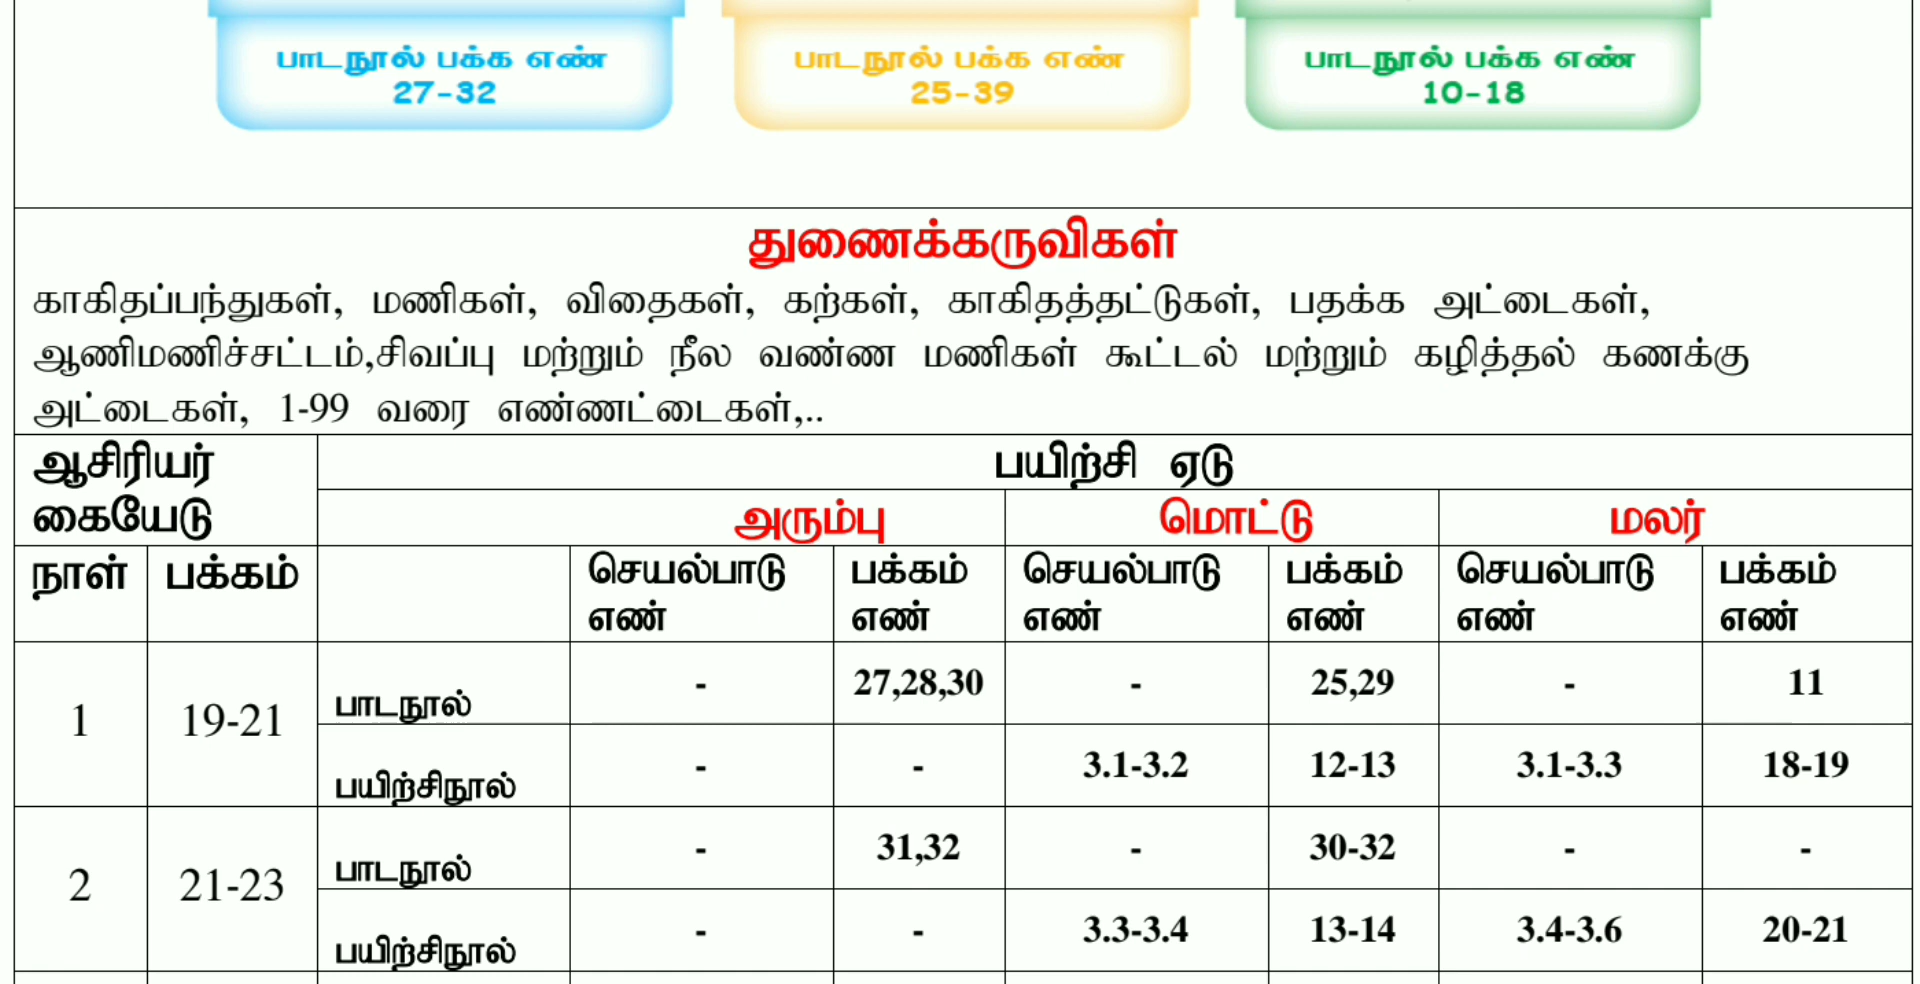 பாடநூல் பக்க எண்
27-32
பாடநூல் பக்க எண்
25-39
பாடநூல் பக்க எண்
10-18
துணைக்கருவிகள்
காகிதப்பந்துகள், மணிகள், விதைகள், கற்கள், காகிதத்தட்டுகள், பதக்க அட்டைகள்,
ஆணிமணிச்சட்டம்,சிவப்பு மற்றும் நீல வண்ண மணிகள் கூட்டல் மற்றும் கழித்தல் கணக்கு
அட்டைகள், 1-99 வரை எண்ணட்டைகள்,..
ஆசிரியர்
கையேடு
பயிற்சி ஏடு
அரும்பு மொட்டு மலர்
நாள் பக்கம் செயல்பாடு பக்கம் செயல்பாடு பக்கம் செயல்பாடு பக்கம்
எண் எண் எண் எண் எண் எண்
1 19-21 பாடநூல் - 27,28,30 - 25,29 - 11
பயிற்சிநூல் - - 3.1-3.2 12-13 3.1-3.3 18-19
2 21-23 பாடநூல் - 31,32 - 30-32 - -
பயிற்சிநூல் - - 3.3-3.4 13-14 3.4-3.6 20-21